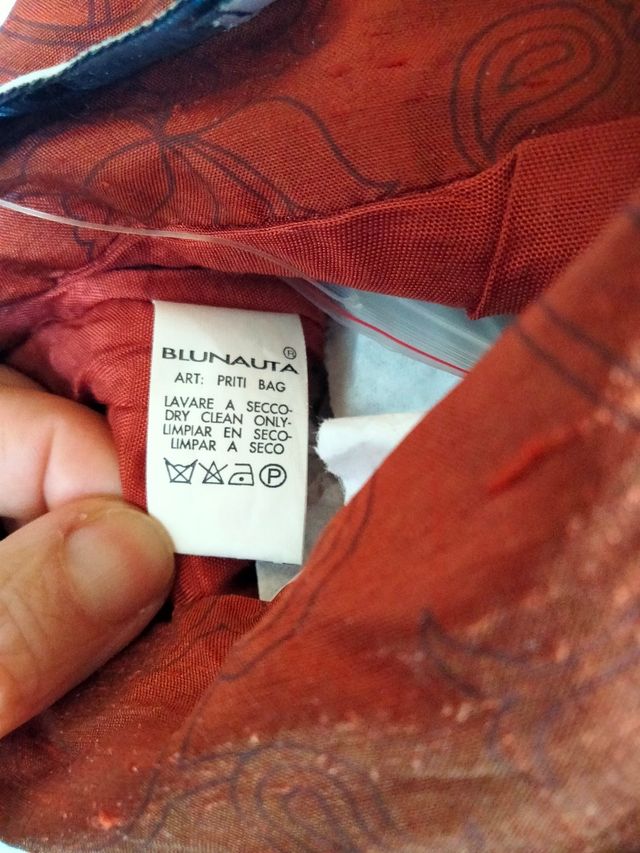 BLUNAUTA®
ART: PRITI BAG
LAVARE A SECCO-
DRY CLEAN ONLY-
LIMPIAR EN SECO-
LIMPAR A SECO
P